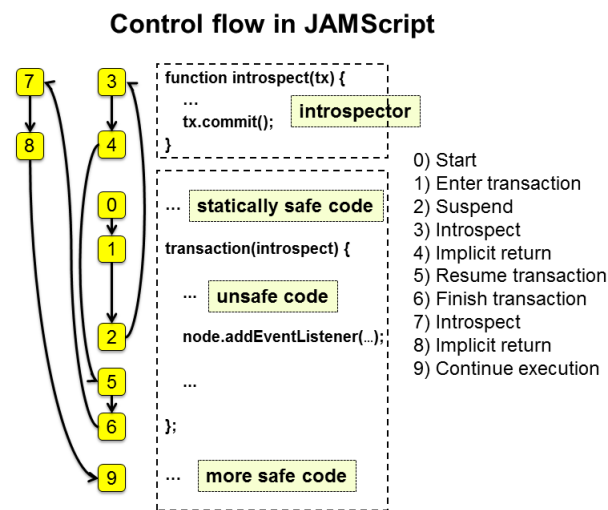 Control flow in JAMScript
7
3
8
4
0
1
2
5
6
9
function introspect(tx) {
…
introspector
tx.commit();
}
… statically safe code
transaction(introspect) {
… unsafe code
node.addEventListener(…);
…
};
… more safe code
0) Start
1) Enter transaction
2) Suspend
3) Introspect
4) Implicit return
5) Resume transaction
6) Finish transaction
7) Introspect
8) Implicit return
9) Continue execution